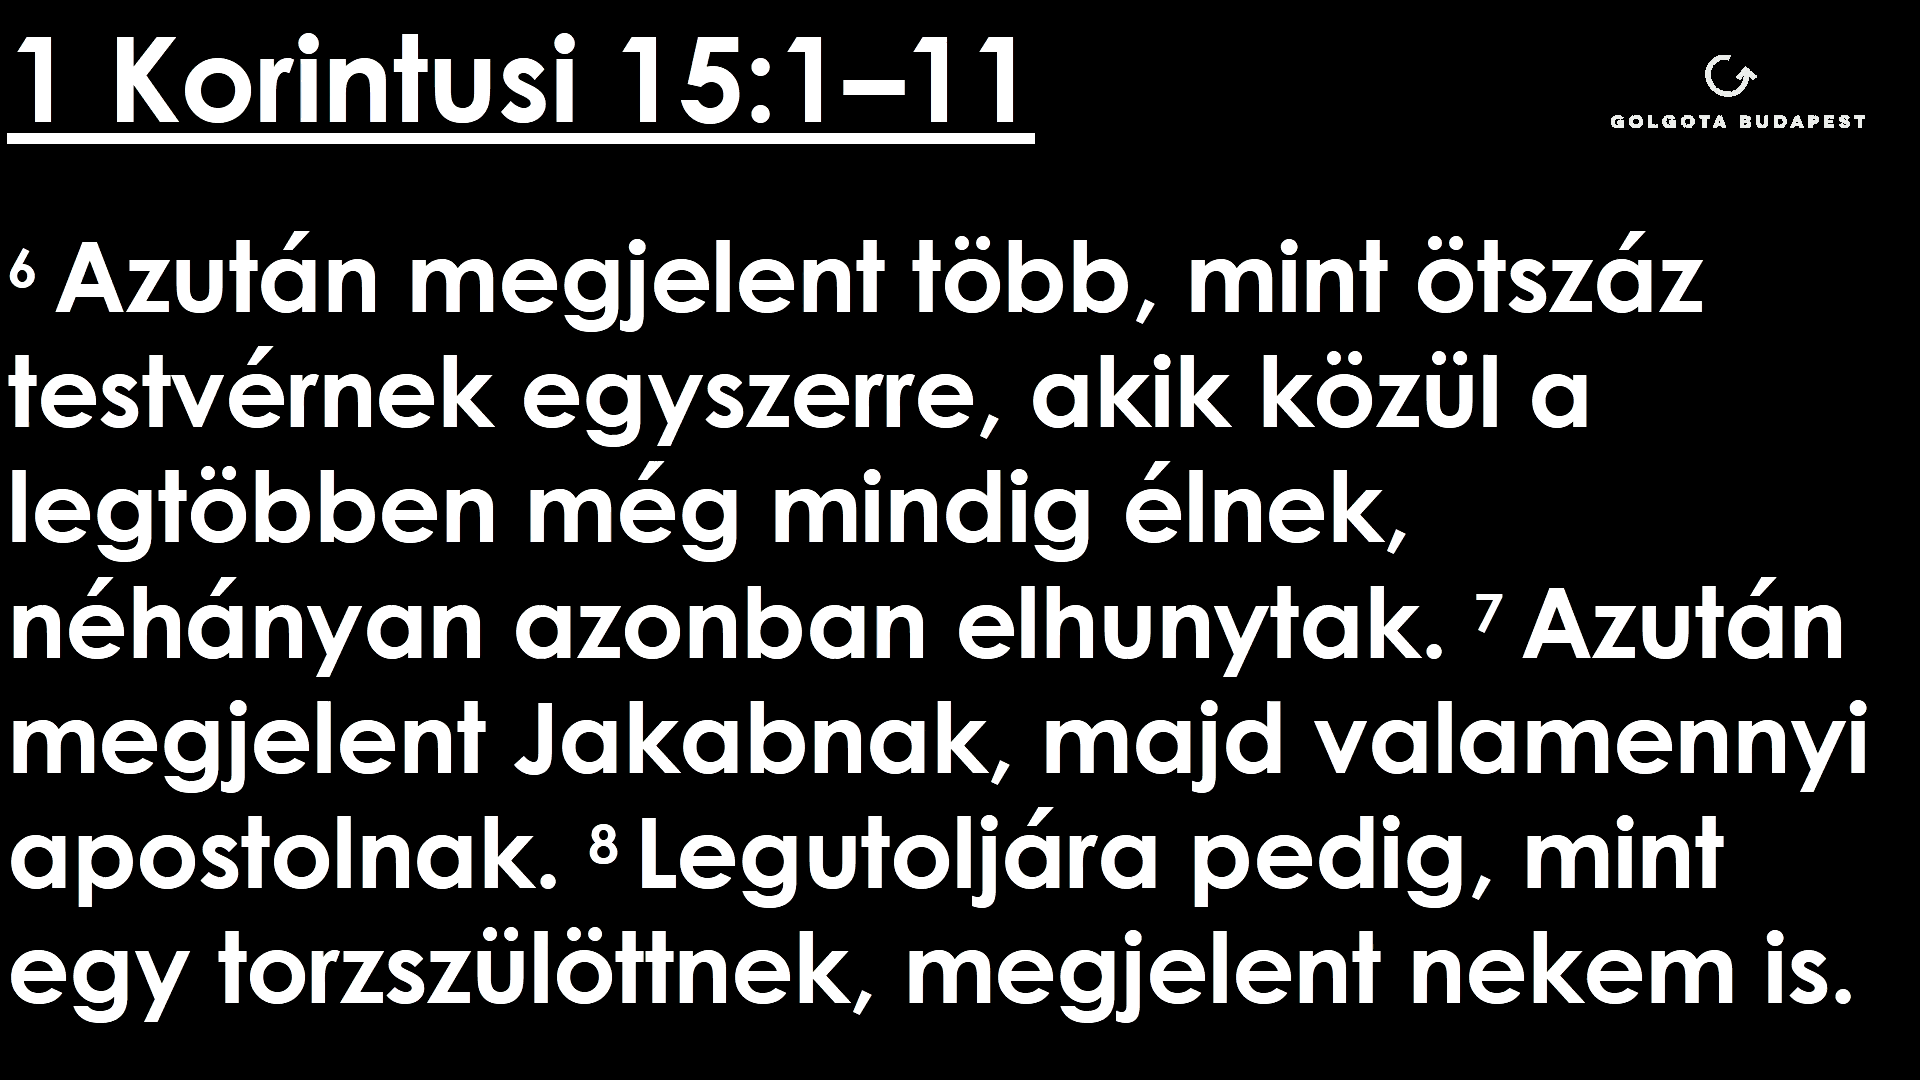 1 Korintusi 15:1–11
GOLGOTA BUDAPEST
6 Azután megjelent több, mint ötszáz
testvérnek egyszerre, akik közül a
legtöbben még mindig élnek,
néhányan azonban elhunytak. 7 Azután
megjelent Jakabnak, majd valamennyi
apostolnak. 8 Legutoljára pedig, mint
egy torzszülöttnek, megjelent nekem is.